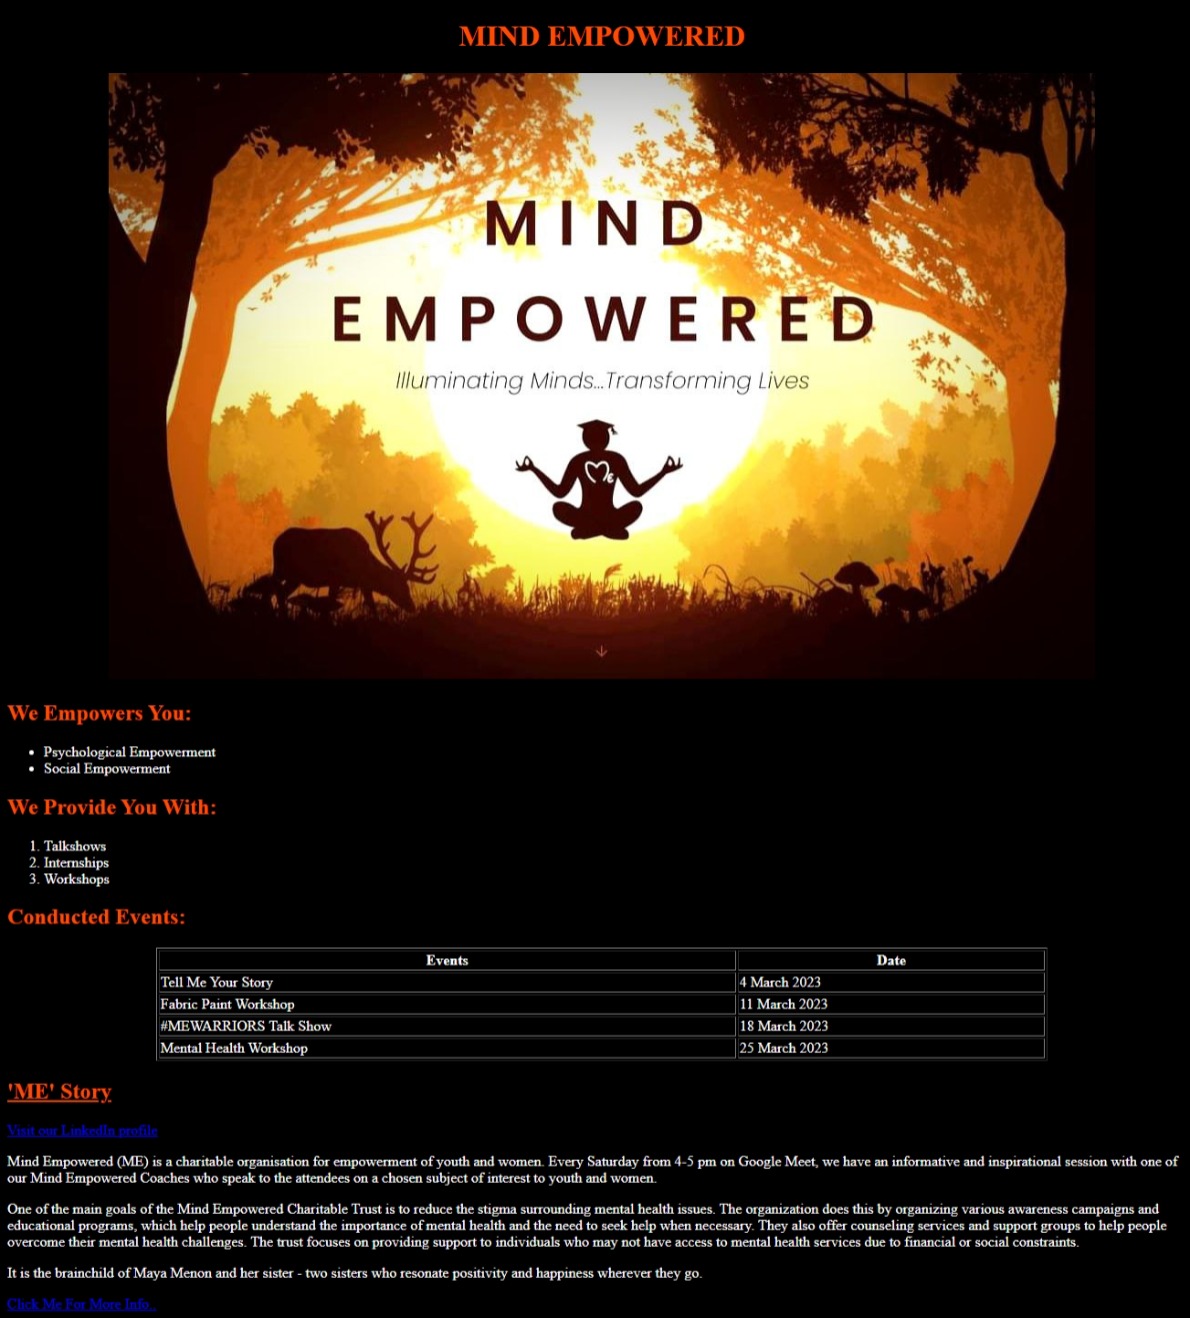 MIND EMPOWERED
MIND
EMPOWERED
Illuminating Minds...Transforming Lives
We Empowers You:
• Psychological Empowerment
• Social Empowerment
We Provide You With:
1. Talkshows
2. Internships
3. Workshops
Conducted Events:
Events Date
Tell Me Your Story 4 March 2023
Fabric Paint Workshop 11 March 2023
#MEWARRIORS Talk Show 18 March 2023
Mental Health Workshop 25 March 2023
'ME' Story
Visit our LinkedIn profile
Mind Empowered (ME) is a charitable organisation for empowerment of youth and women. Every Saturday from 4-5 pm on Google Meet, we have an informative and inspirational session with one of
our Mind Empowered Coaches who speak to the attendees on a chosen subject of interest to youth and women.
One of the main goals of the Mind Empowered Charitable Trust is to reduce the stigma surrounding mental health issues. The organization does this by organizing various awareness campaigns and
educational programs, which help people understand the importance of mental health and the need to seek help when necessary. They also offer counseling services and support groups to help people
overcome their mental health challenges. The trust focuses on providing support to individuals who may not have access to mental health services due to financial or social constraints.
It is the brainchild of Maya Menon and her sister - two sisters who resonate positivity and happiness wherever they go.
Click Me For More Info..